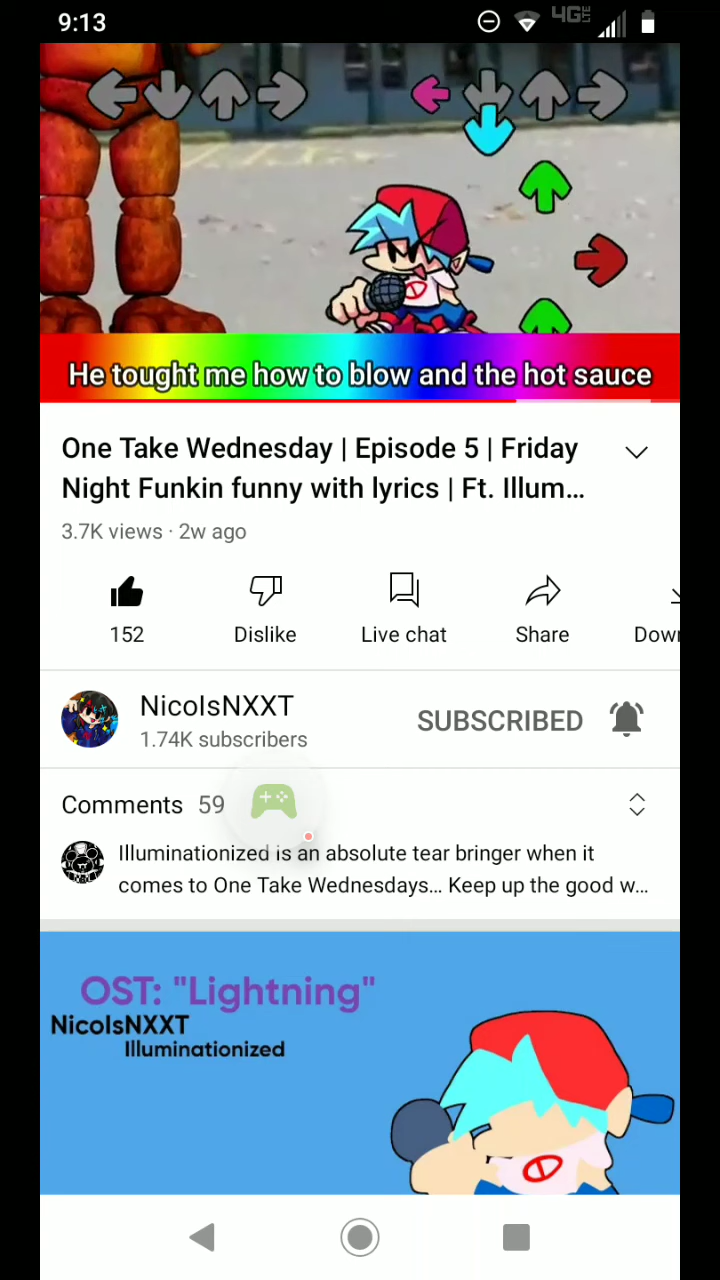 9:13
4G LTE
He tought me how to blow and the hot sauce
One Take Wednesday | Episode 5 | Friday
Night Funkin funny with lyrics | Ft. Illum...
3.7K views · 2w ago
152
Dislike
Live chat
Share
Down
NicolsNXXT
1.74K subscribers
SUBSCRIBED
Comments 59
Illuminationized is an absolute tear bringer when it
comes to One Take Wednesdays... Keep up the good w...
OST: "Lightning"
NicolsNXXT
Illuminationized